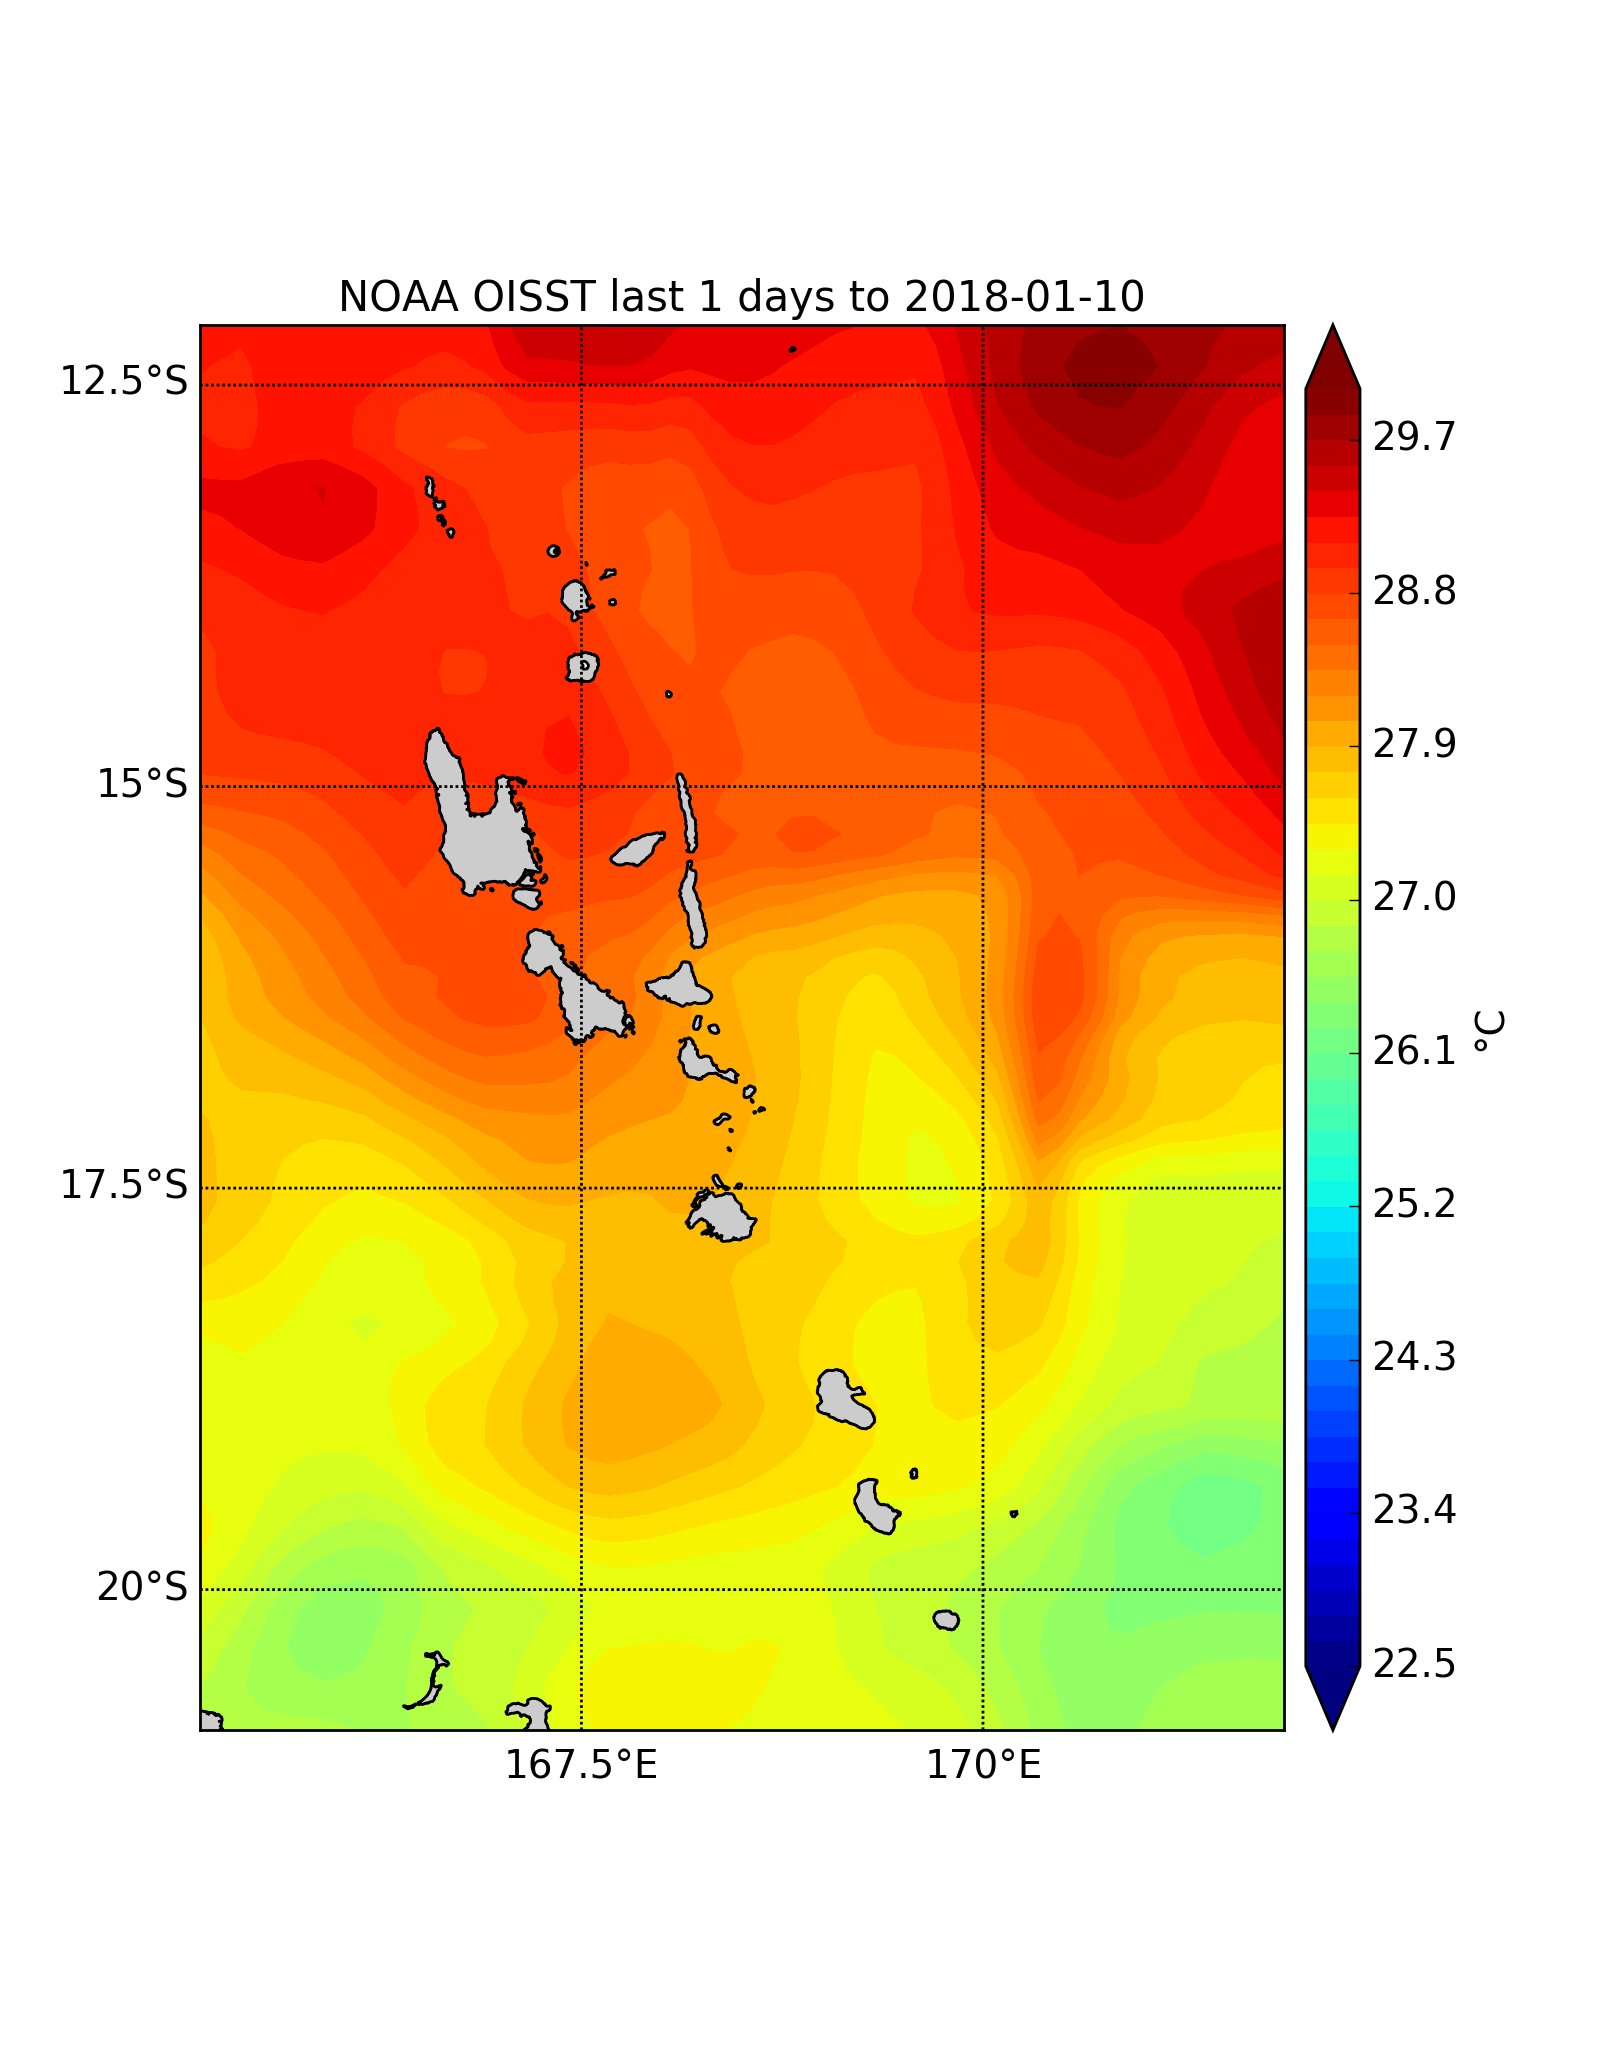 NOAA OISST last 1 days to 2018-01-10
12.5°S
15°S
17.5°S
20°S
167.5°E
170°E
29.7
28.8
27.9
27.0
26.1
25.2
24.3
23.4
22.5
°C